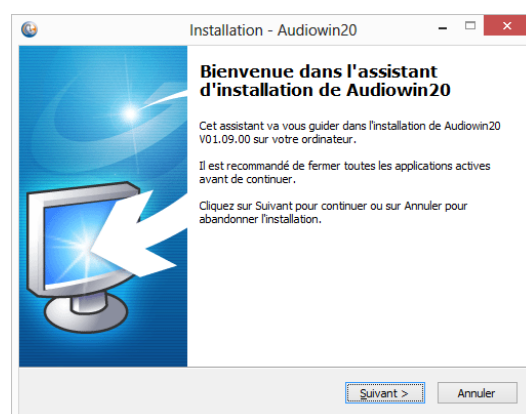 Installation - Audiowin20
Bienvenue dans l'assistant
d'installation de Audiowin20
Cet assistant va vous guider dans l'installation de Audiowin20
V01.09.00 sur votre ordinateur.
Il est recommandé de fermer toutes les applications actives
avant de continuer.
Cliquez sur Suivant pour continuer ou sur Annuler pour
abandonner l'installation.
Suivant >
Annuler